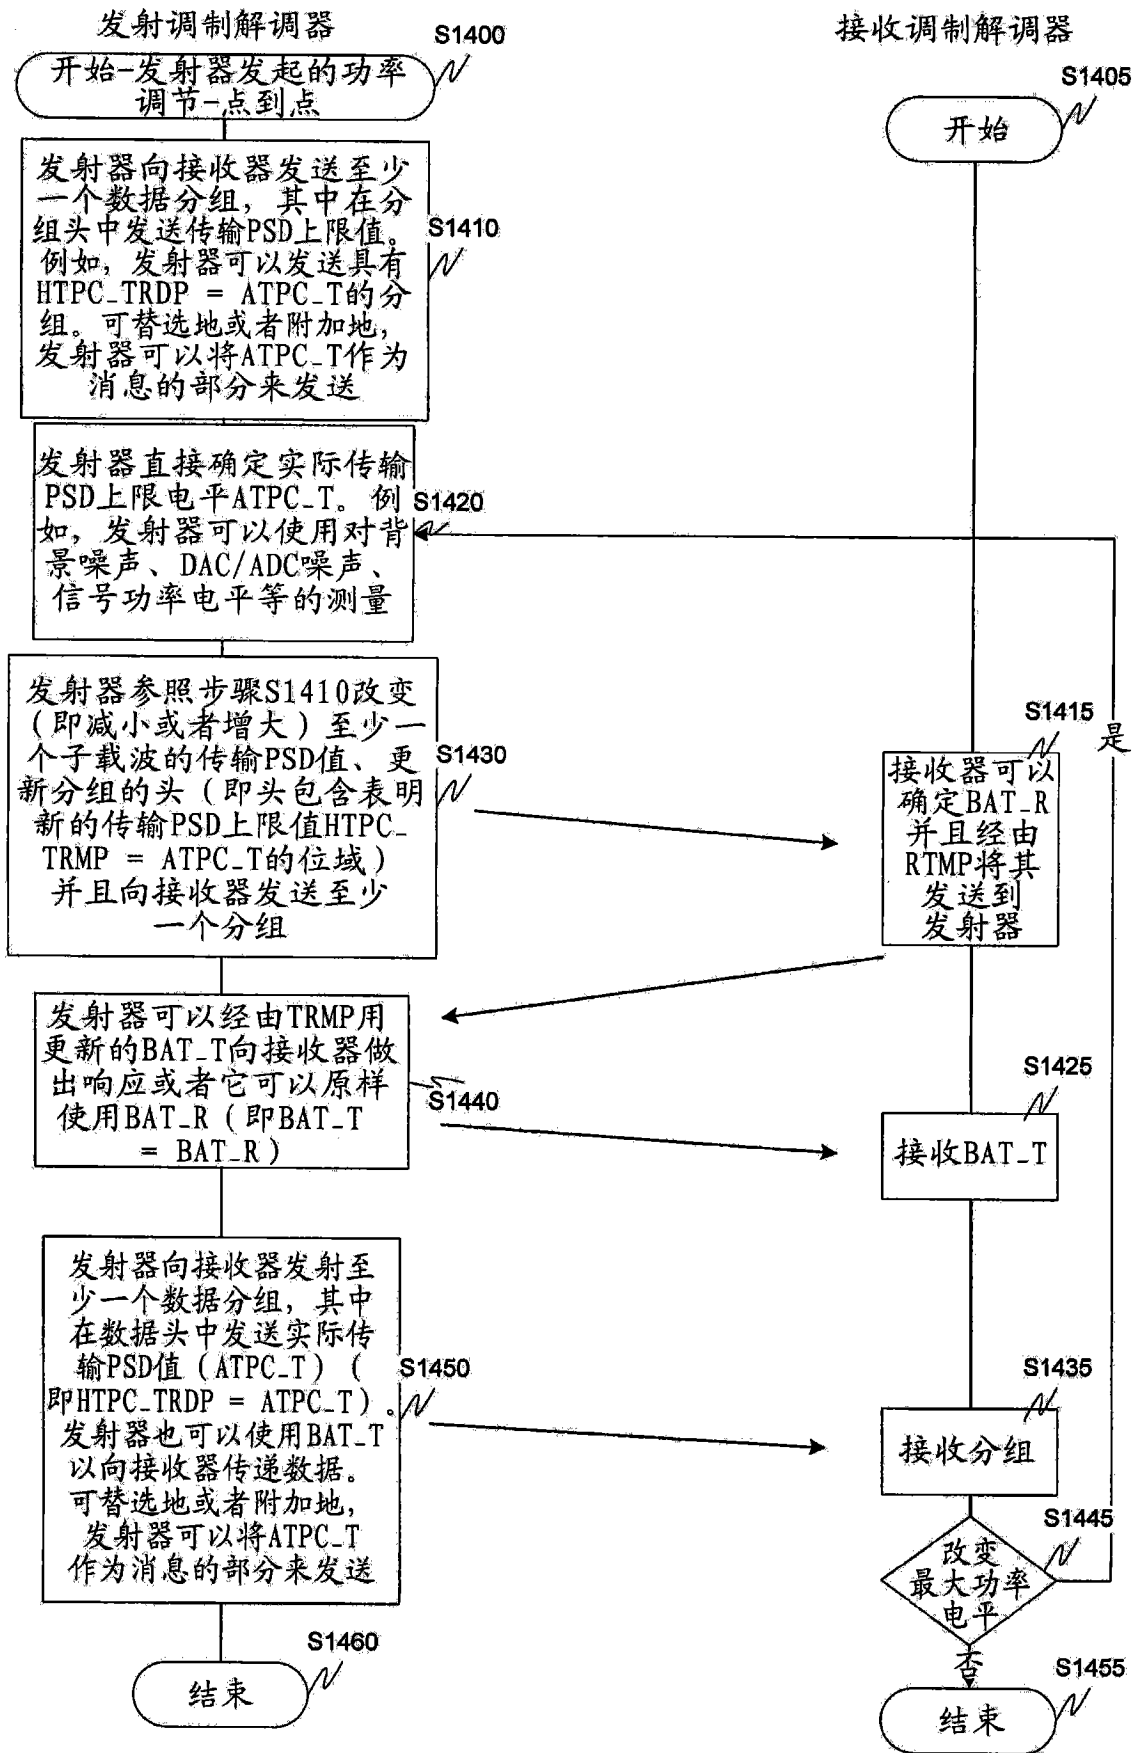 发射调制解调器
S1400
开始-发射器发起的功率
调节-点到点
发射器向接收器发送至少
一个数据分组，其中在分
组头中发送传输PSD上限值。
例如，发射器可以发送具有
HTPC_TRDP = ATPC_T的分
组。可替选地或者附加地，
发射器可以将ATPC_T作为
消息的部分来发送
S1410
发射器直接确定实际传输
PSD上限电平ATPC_T。例
如，发射器可以使用对背
景噪声、DAC/ADC噪声、
信号功率电平等的测量
S1420
发射器参照步骤S1410改变
（即减小或者增大）至少一
个子载波的传输PSD值、更
新分组的头（即头包含表明
新的传输PSD上限值HTPC_
TRMP = ATPC_T的位域）
并且向接收器发送至少
一个分组
S1430
发射器可以经由TRMP用
更新的BAT_T向接收器做
出响应或者它可以原样
使用BAT_R（即BAT_T
= BAT_R）
S1440
发射器向接收器发射至
少一个数据分组，其中
在数据头中发送实际传
输PSD值（ATPC_T）（
即HTPC_TRDP = ATPC_T）。
发射器也可以使用BAT_T
以向接收器传递数据。
可替选地或者附加地，
发射器可以将ATPC_T
作为消息的部分来发送
S1450
S1460
结束
接收调制解调器
S1405
开始
S1415
是
接收器可以
确定BAT_R
并且经由
RTMP将其
发送到
发射器
S1425
接收BAT_T
S1435
接收分组
S1445
改变
最大功率
电平
否
S1455
结束